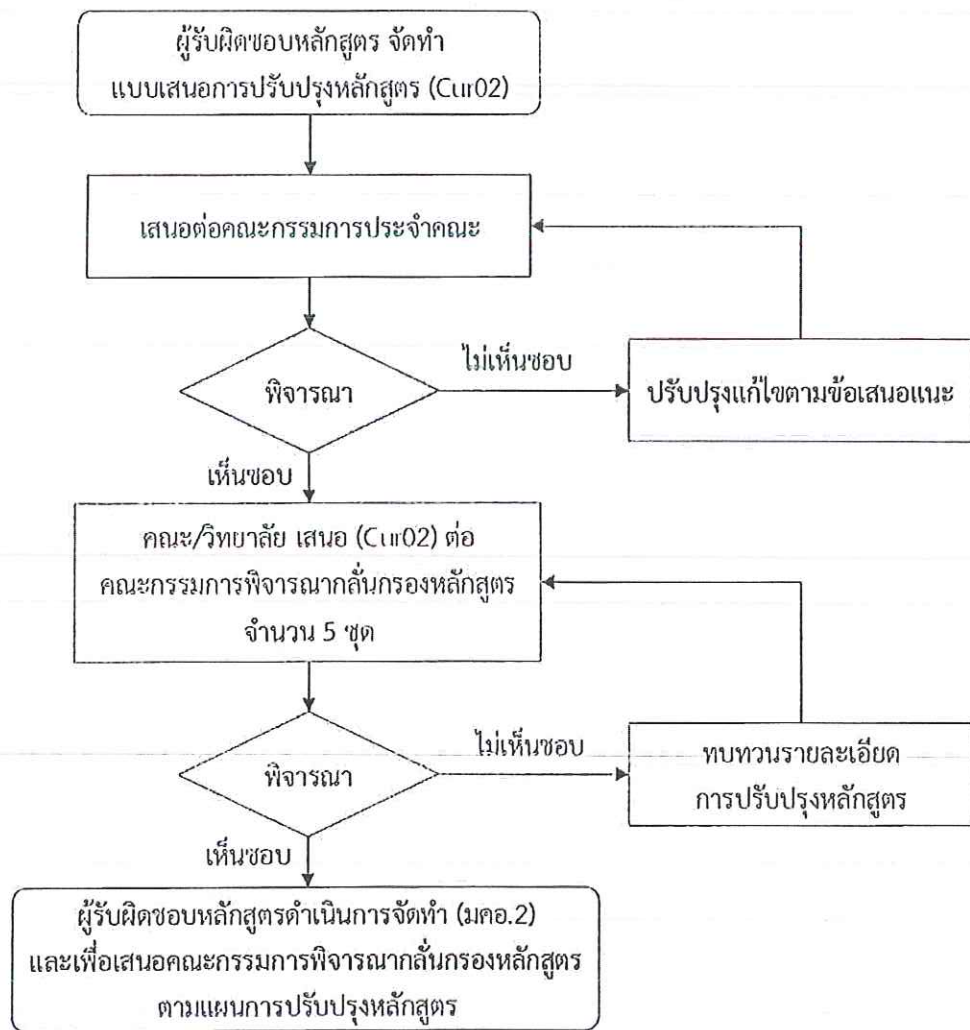 ผู้รับผิดชอบหลักสูตร จัดทำ
แบบเสนอการปรับปรุงหลักสูตร (Cur02)
เสนอต่อคณะกรรมการประจำคณะ
พิจารณา
ไม่เห็นชอบ
ปรับปรุงแก้ไขตามข้อเสนอแนะ
เห็นชอบ
คณะ/วิทยาลัย เสนอ (Cur02) ต่อ
คณะกรรมการพิจารณากลั่นกรองหลักสูตร
จำนวน 5 ชุด
พิจารณา
ไม่เห็นชอบ
ทบทวนรายละเอียด
การปรับปรุงหลักสูตร
เห็นชอบ
ผู้รับผิดชอบหลักสูตรดำเนินการจัดทำ (มคอ.2)
และเพื่อเสนอคณะกรรมการพิจารณากลั่นกรองหลักสูตร
ตามแผนการปรับปรุงหลักสูตร